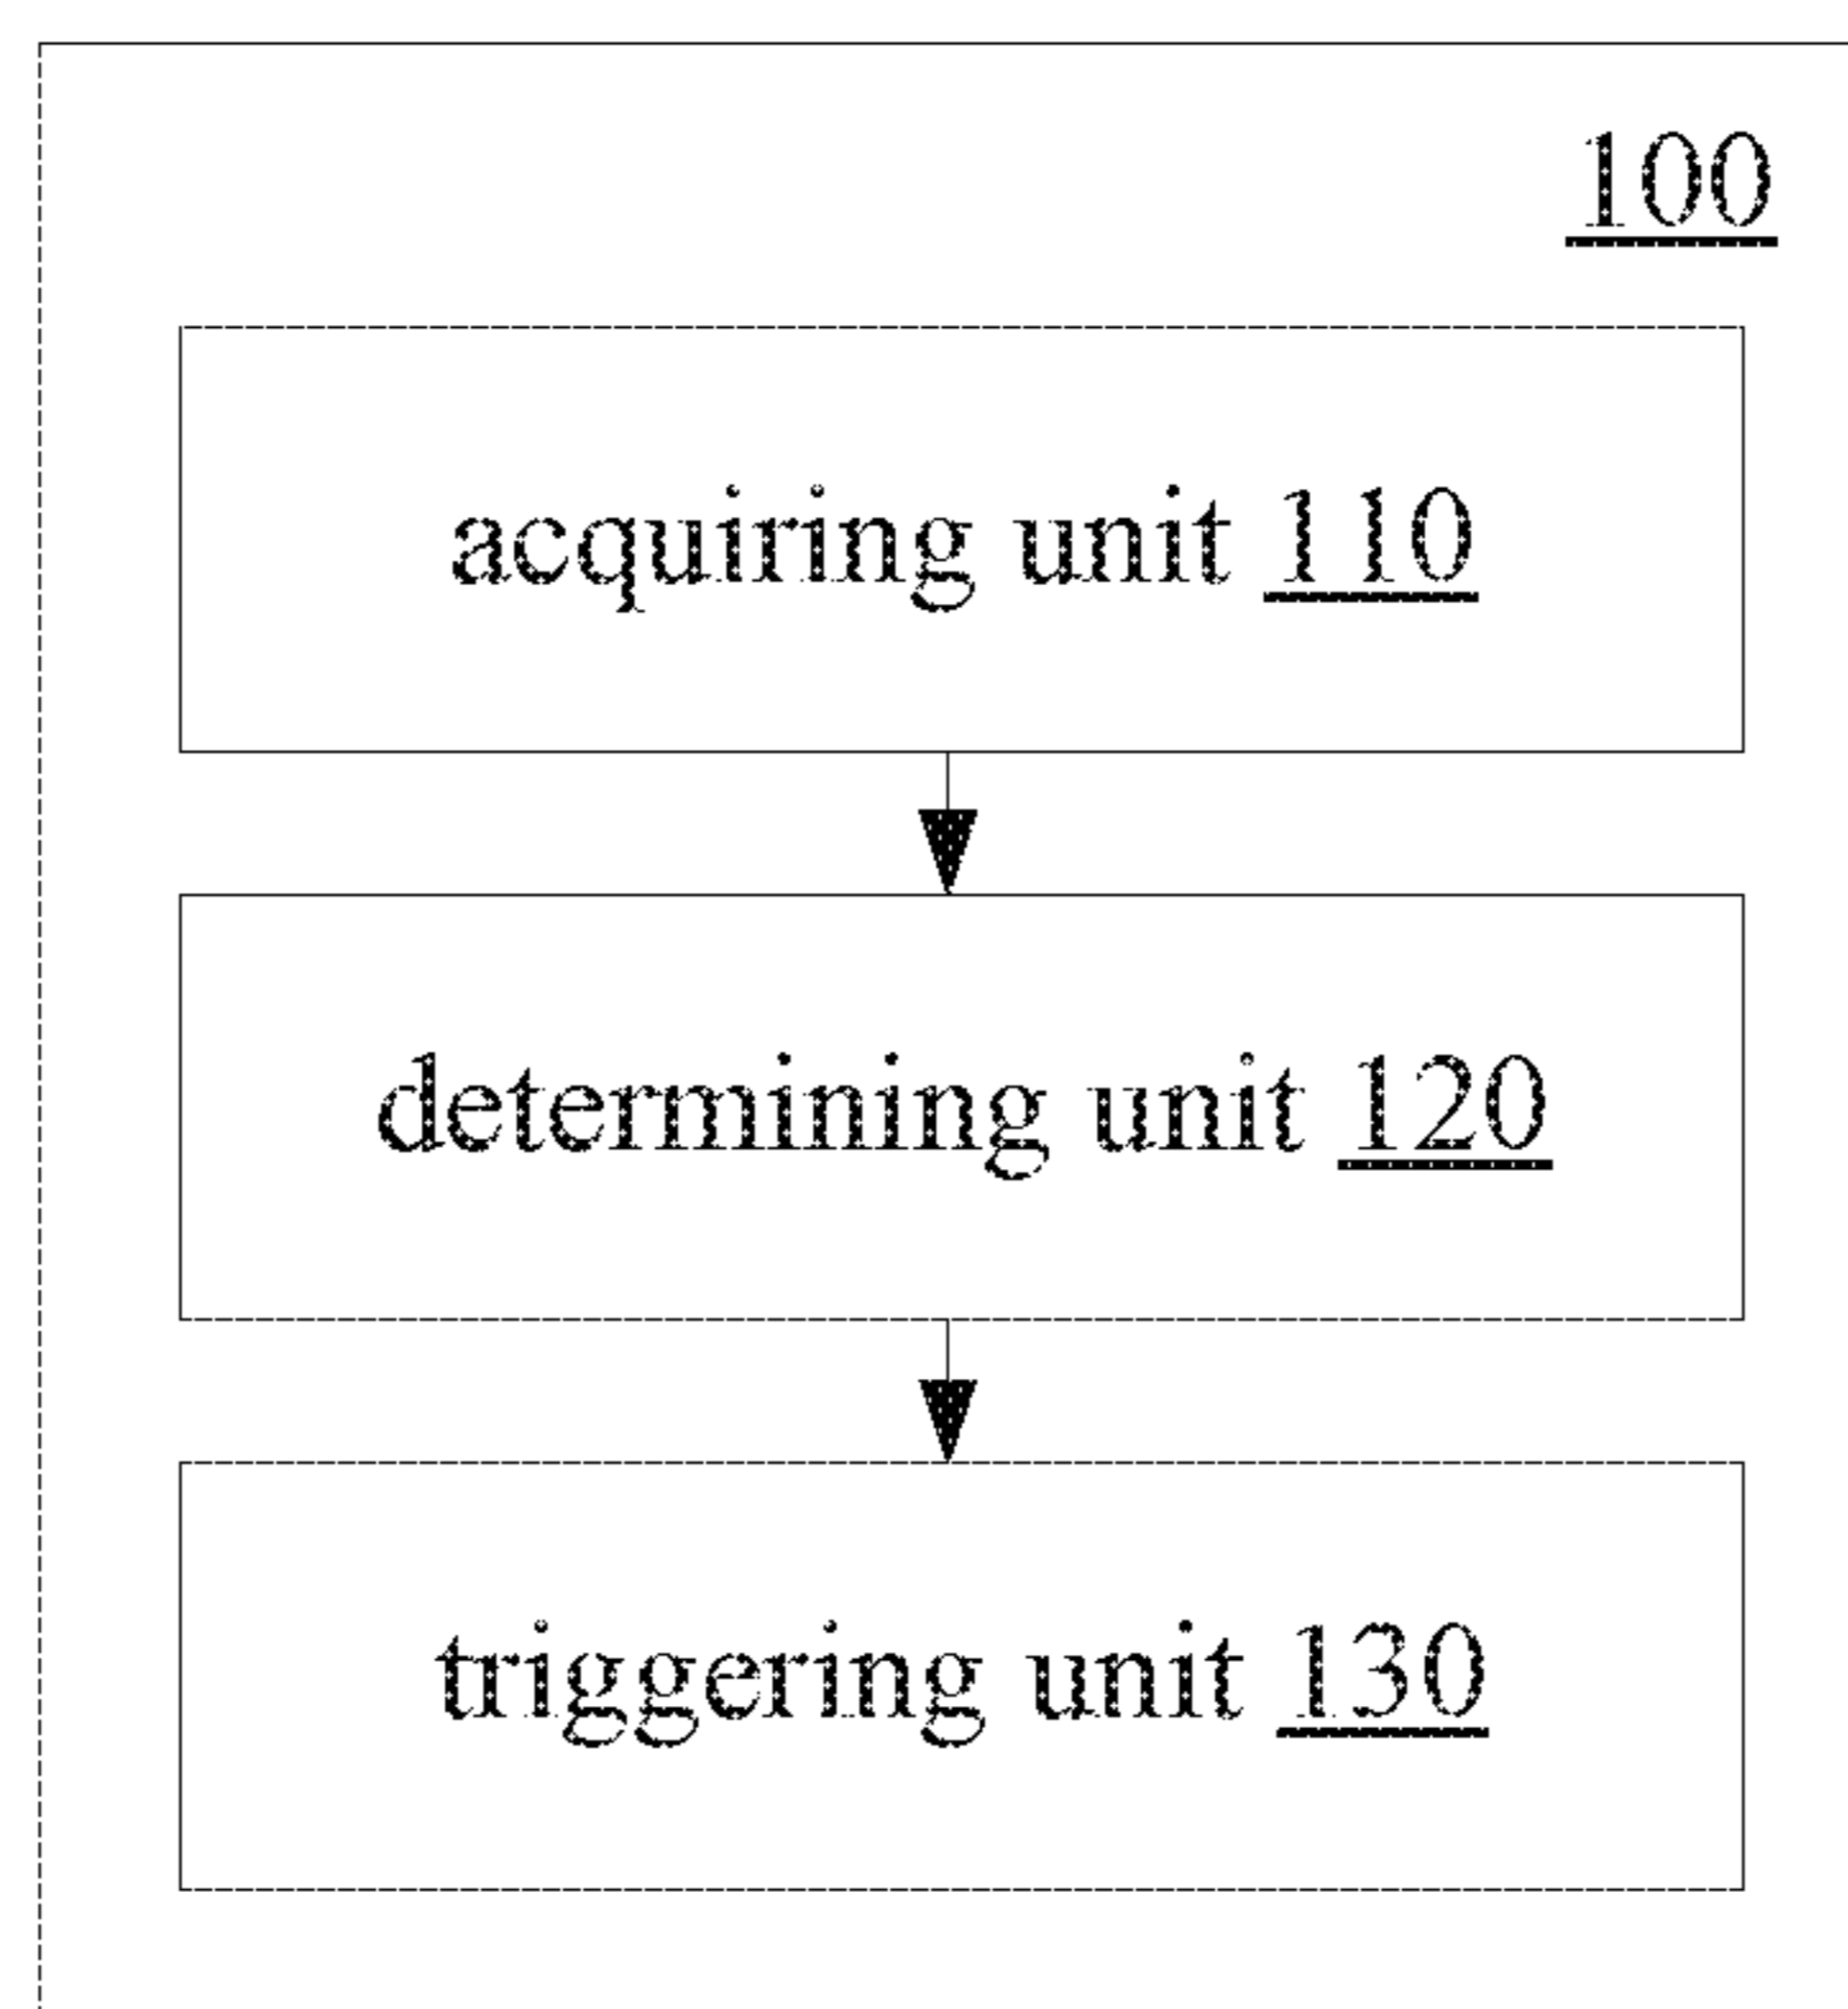 100
acquiring unit 110
determining unit 120
triggering unit 130